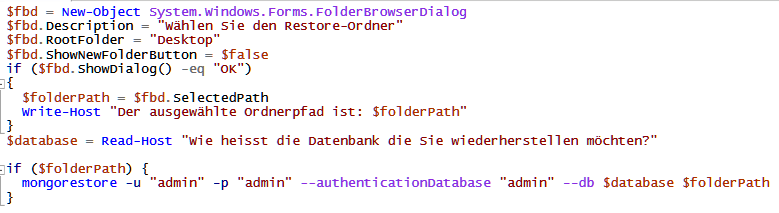 $fbd = New-Object System.Windows.Forms.FolderBrowserDialog
$fbd.Description = "Wählen Sie den Restore-Ordner"
$fbd.RootFolder = "Desktop"
$fbd.ShowNewFolderButton = $false
if ($fbd.ShowDialog() -eq "OK")
{
  $folderPath = $fbd.SelectedPath
  Write-Host "Der ausgewählte Ordnerpfad ist: $folderPath"
}
$database = Read-Host "Wie heisst die Datenbank die Sie wiederherstellen möchten?"
if ($folderPath) {
  mongorestore -u "admin" -p "admin" --authenticationDatabase "admin" --db $database $folderPath
}